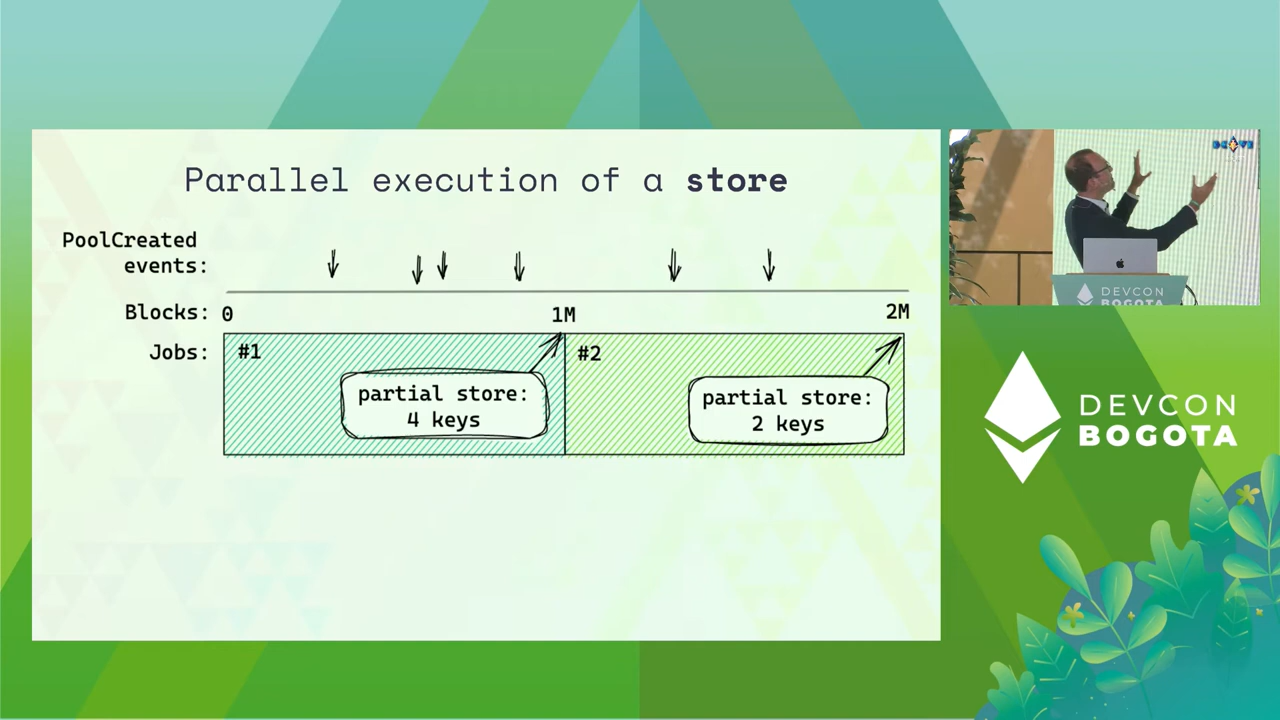 Parallel execution of a store
PoolCreated
events:
Blocks: 0 1M 2M
Jobs: #1 #2
partial store:
4 keys
partial store:
2 keys
DEVCON
BOGOTA
DEVCON
BOGOTA